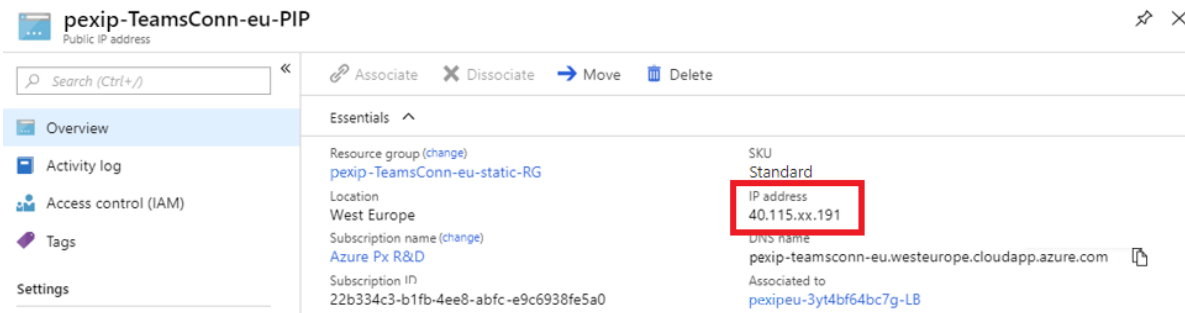 pexip-TeamsConn-eu-PIP
Public IP address
Search (Ctrl+/)
«
Associate Dissociate Move Delete
Overview
Activity log
Access control (IAM)
Tags
Settings
Essentials
Resource group (change)
pexip-TeamsConn-eu-static-RG
Location
West Europe
Subscription name (change)
Azure Px R&D
Subscription ID
22b334c3-b1fb-4ee8-abfc-e9c6938fe5a0
SKU
Standard
IP address
40.115.xx.191
DNS name
pexip-teamsconn-eu.westeurope.cloudapp.azure.com
Associated to
pexipeu-3yt4bf64bc7g-LB